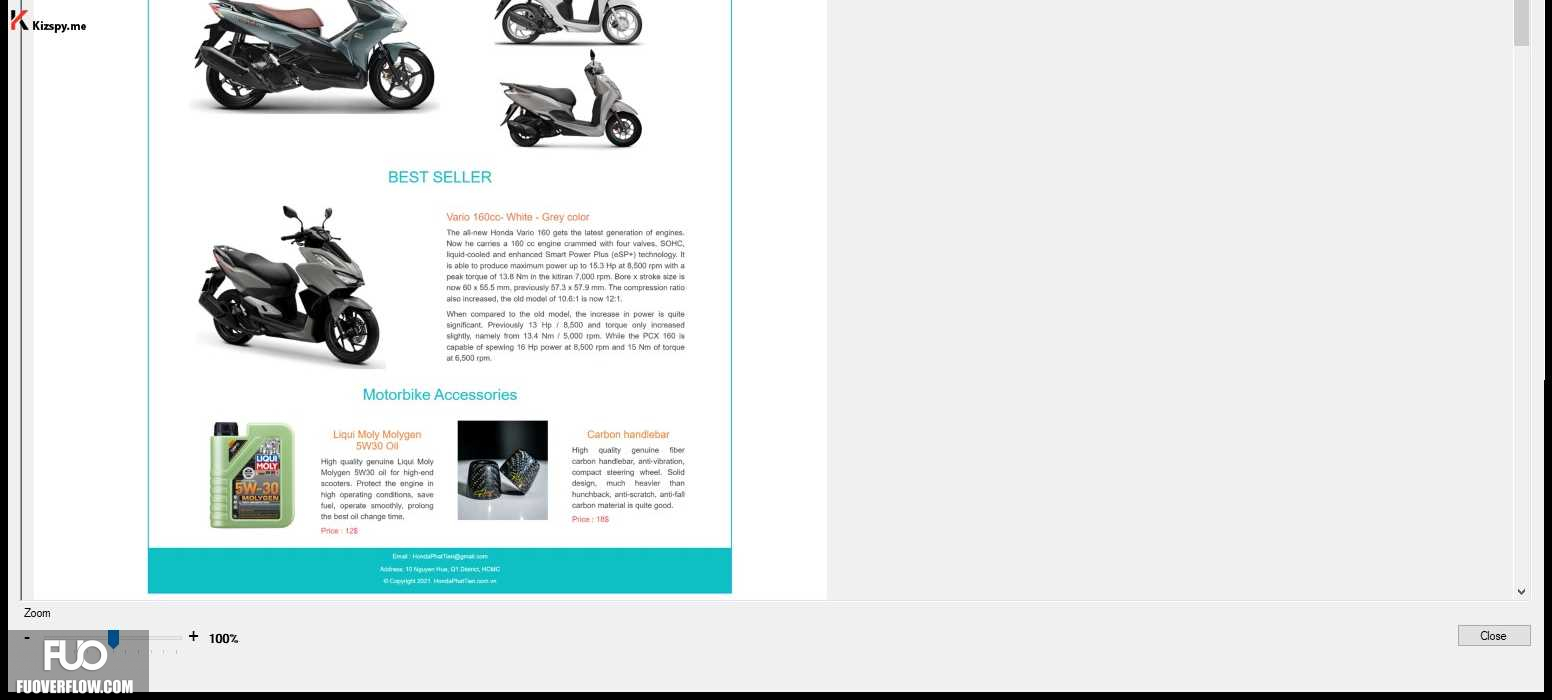 Kizspy.me
BEST SELLER
Vario 160cc- White - Grey color
The all-new Honda Vario 160 gets the latest generation of engines.
Now he carries a 160 cc engine crammed with four valves, SOHC,
liquid-cooled and enhanced Smart Power Plus (eSP+) technology. It
is able to produce maximum power up to 15.3 Hp at 8,500 rpm with a
peak torque of 13.8 Nm in the kitiran 7,000 rpm. Bore x stroke size is
now 60 x 55.5 mm, previously 57.3 x 57.9 mm. The compression ratio
also increased, the old model of 10.6:1 is now 12:1.
When compared to the old model, the increase in power is quite
significant. Previously 13 Hp / 8,500 and torque only increased
slightly, namely from 13.4 Nm / 5,000 rpm. While the PCX 160 is
capable of spewing 16 Hp power at 8,500 rpm and 15 Nm of torque
at 6,500 rpm.
Motorbike Accessories
LIQUI
MOLY
5W-30
MOLYGEN
Liqui Moly Molygen
5W30 Oil
High quality genuine Liqui Moly
Molygen 5W30 oil for high-end
scooters. Protect the engine in
high operating conditions, save
fuel, operate smoothly, prolong
the best oil change time.
Price : 12$
Carbon handlebar
High quality genuine fiber
carbon handlebar, anti-vibration,
compact steering wheel. Solid
design, much heavier than
hunchback, anti-scratch, anti-fall
carbon material is quite good.
Price : 18$
Email : HondaPhatTien@gmail.com
Address: 10 Nguyen Hue, Q1 District, HCMC
© Copyright 2021. HondaPhatTien.com.vn
Zoom
- + 100%
Close
FUO
FUOVERFLOW.COM